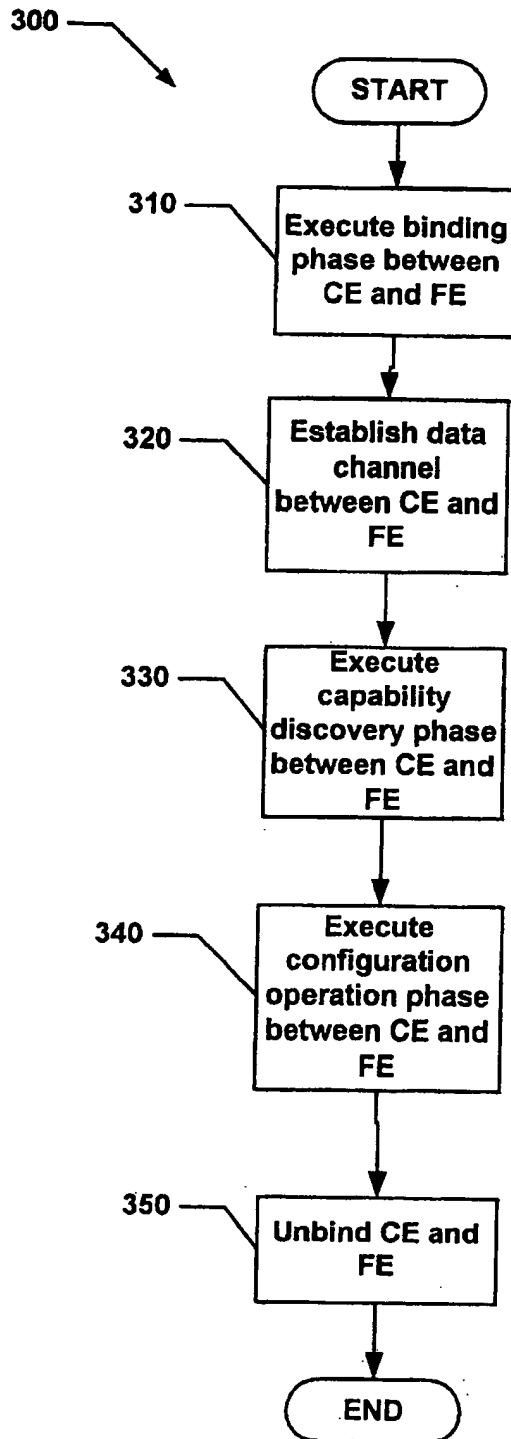 300
START
310
Execute binding
phase between
CE and FE
320
Establish data
channel
between CE and
FE
330
Execute
capability
discovery phase
between CE and
FE
340
Execute
configuration
operation phase
between CE and
FE
350
Unbind CE and
FE
END